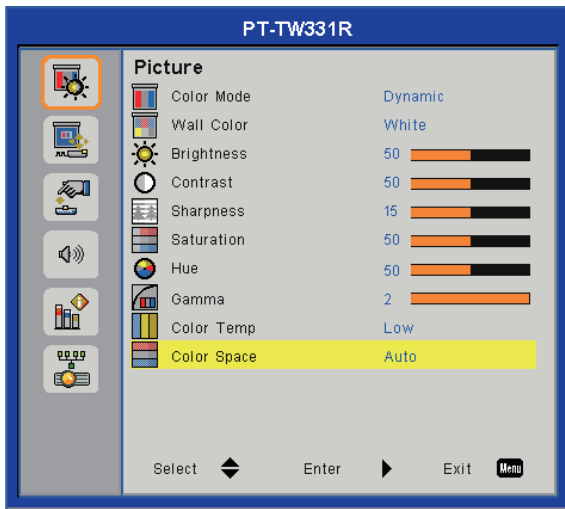 PT-TW331R
Picture
Color Mode Dynamic
Wall Color White
Brightness 50
Contrast 50
Sharpness 15
Saturation 50
Hue 50
Gamma 2
Color Temp Low
Color Space Auto
Select Enter Exit Menu